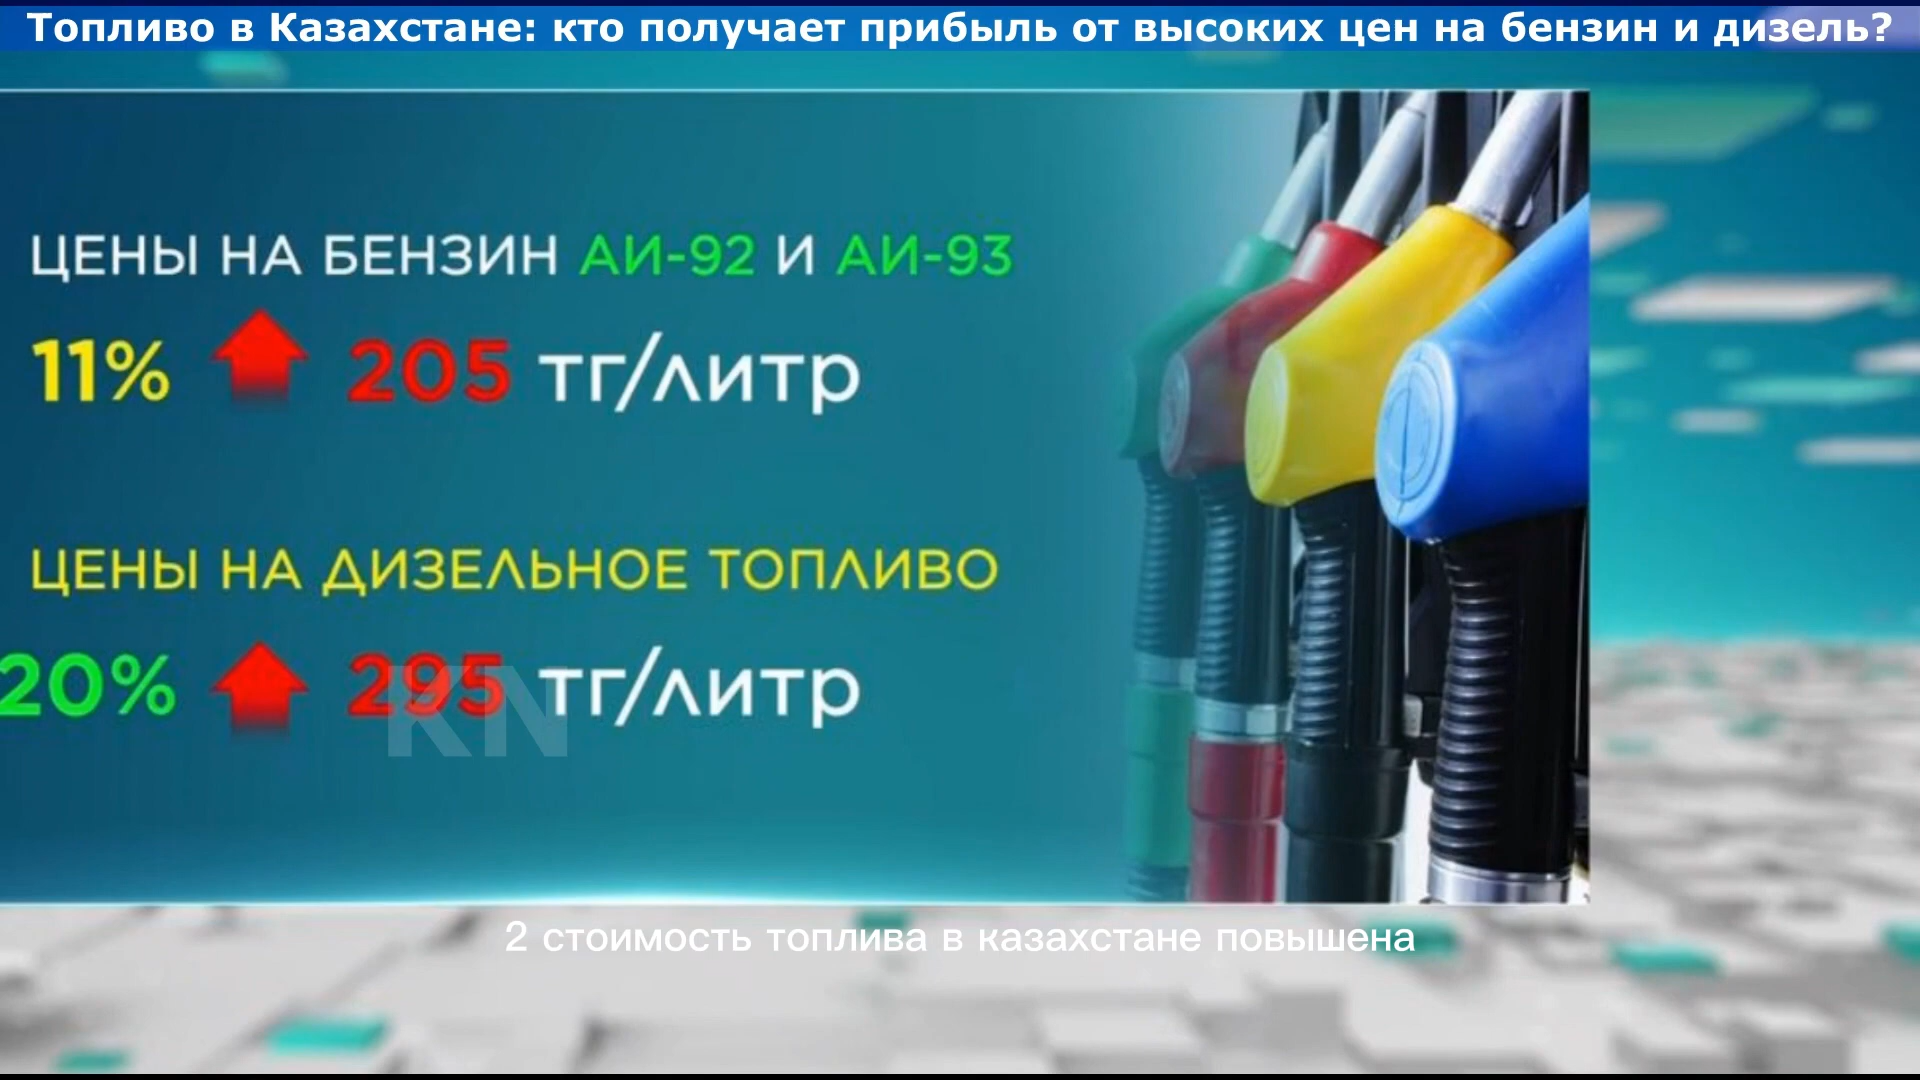 Топливо в Казахстане: кто получает прибыль от высоких цен на бензин и дизель?
ЦЕНЫ НА БЕНЗИН АИ-92 И АИ-93
11% 205 тг/литр
ЦЕНЫ НА ДИЗЕЛЬНОЕ ТОПЛИВО
20% 295 тг/литр
KN
2 стоимость топлива в казахстане повышена